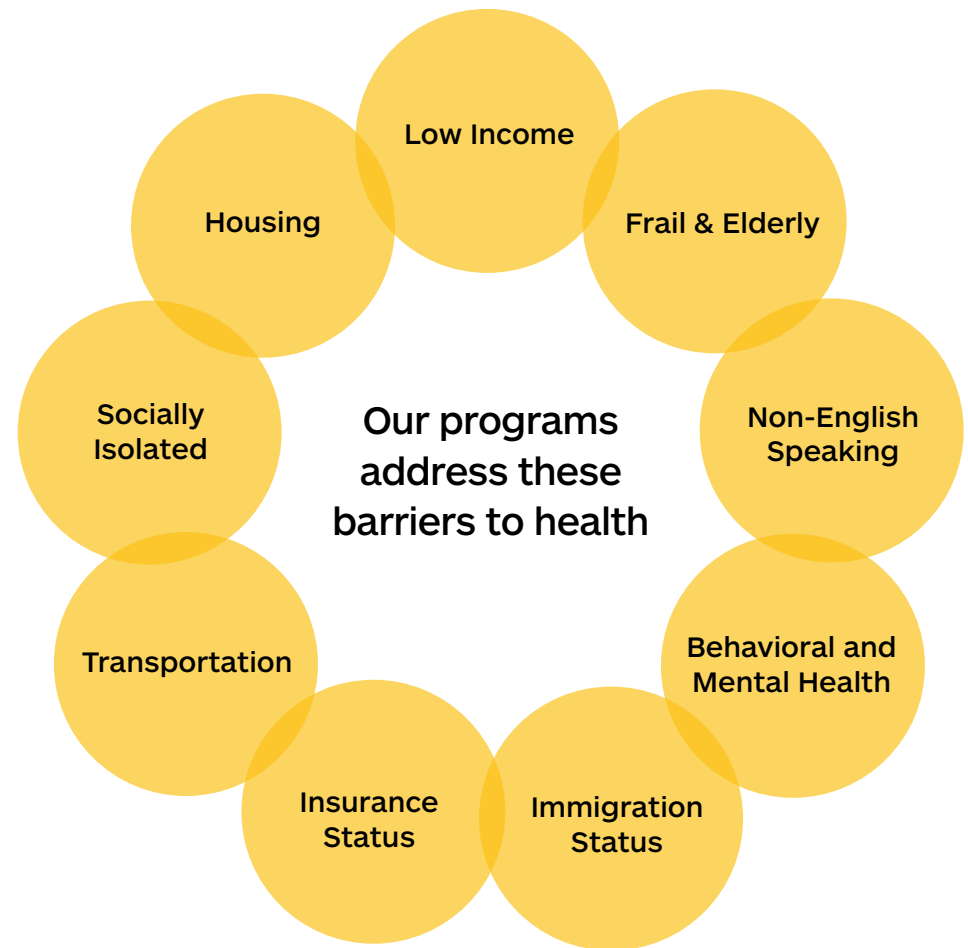 Low Income
Frail & Elderly
Non-English
Speaking
Behavioral and
Mental Health
Immigration
Status
Insurance
Status
Transportation
Socially
Isolated
Housing
Our programs
address these
barriers to health